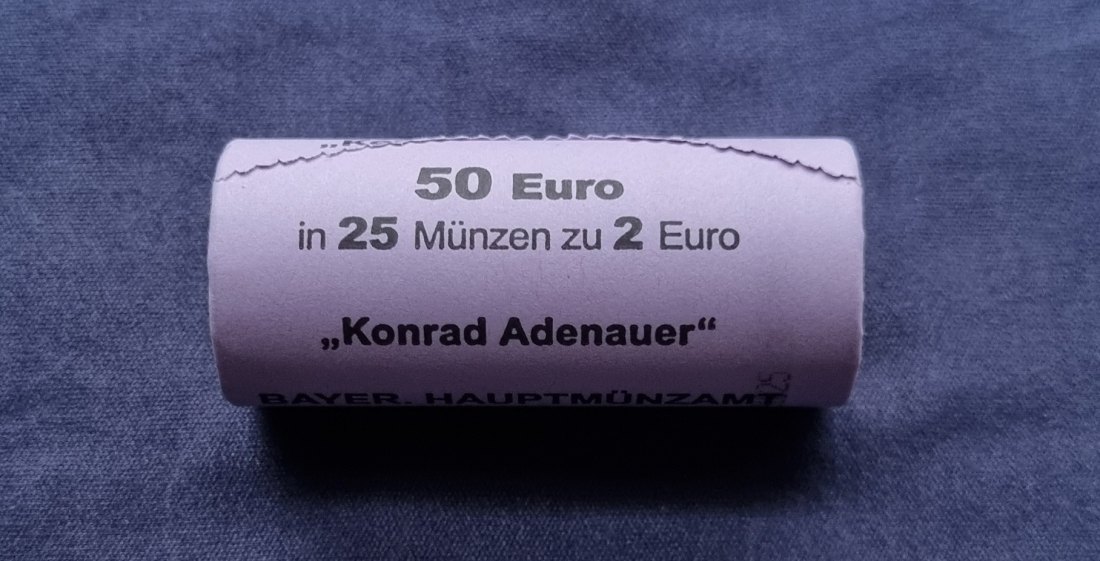 50 Euro
in 25 Münzen zu 2 Euro
„Konrad Adenauer“
BAYER. HAUPTMÜNZAMT